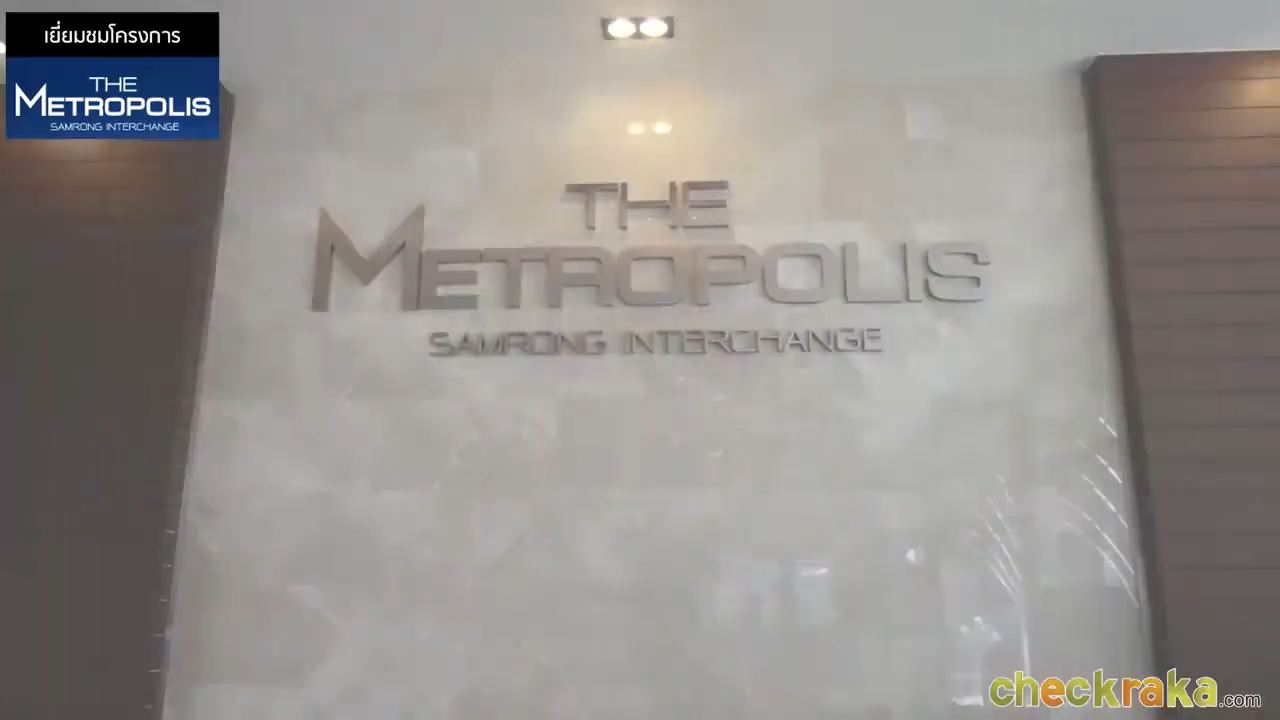 เยี่ยมชมโครงการ
THE
METROPOLIS
SAMRONG INTERCHANGE
THE
METROPOLIS
SAMRONG INTERCHANGE
checkraka.com